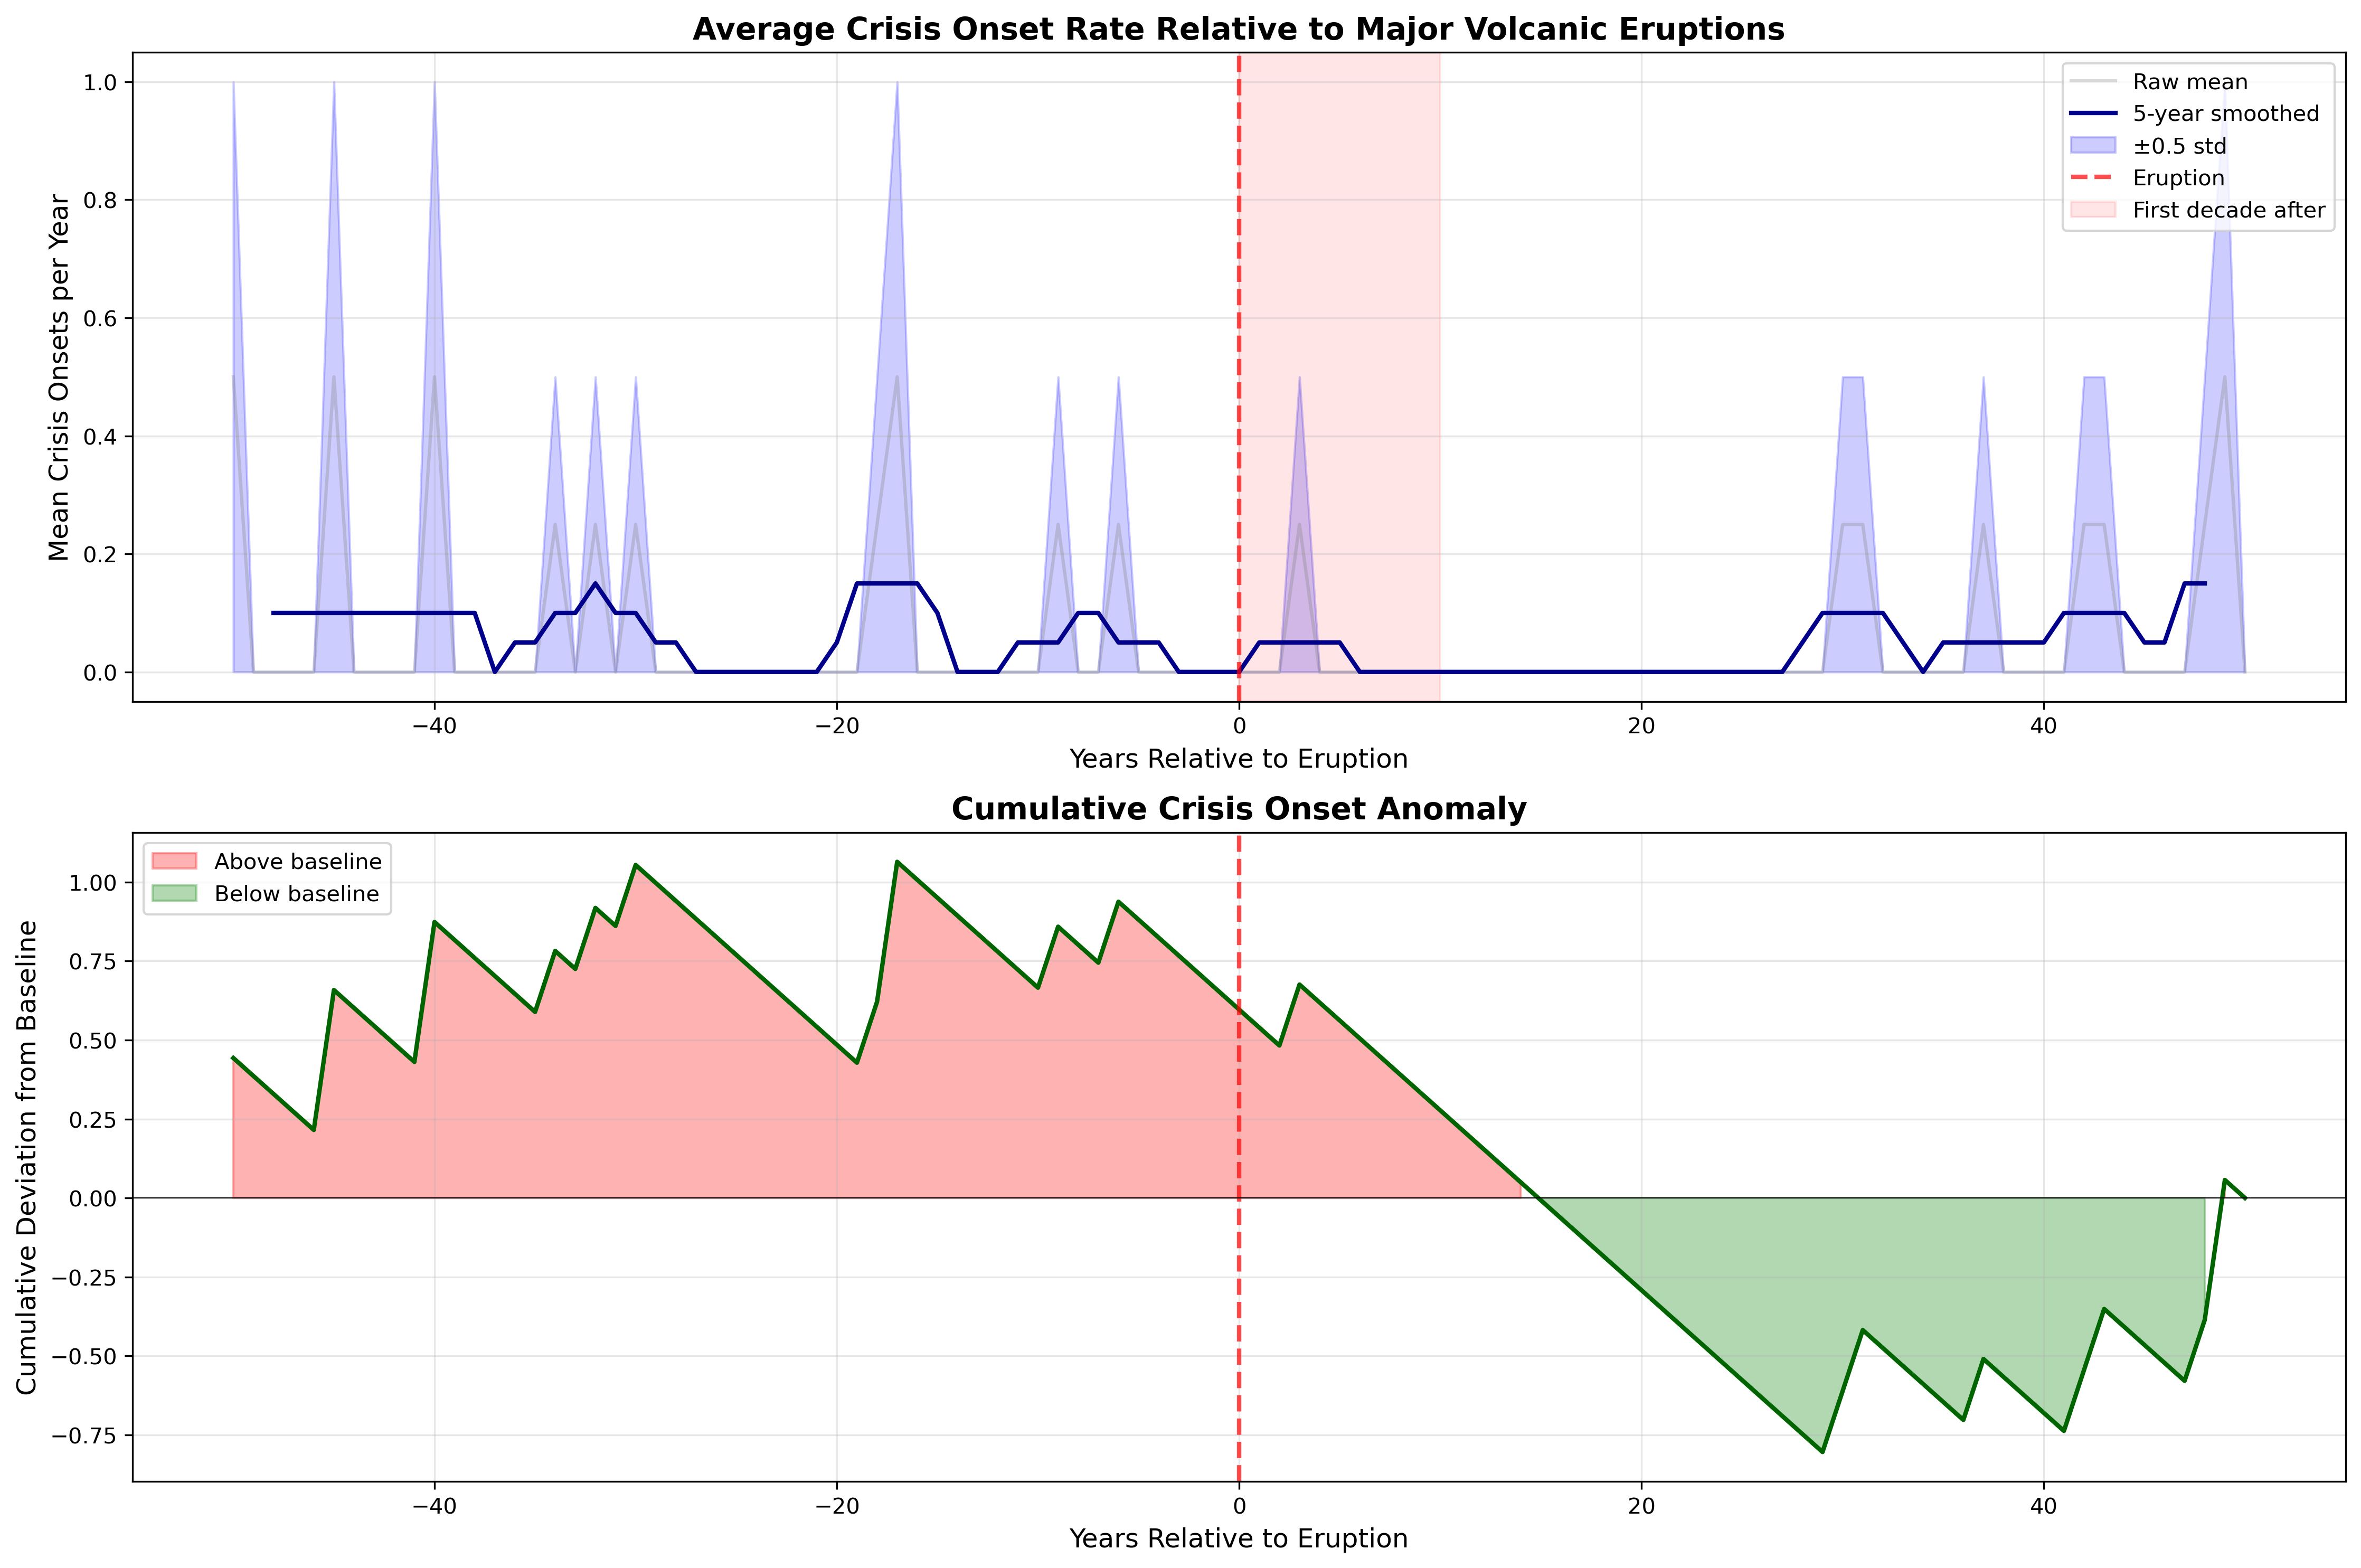 Average Crisis Onset Rate Relative to Major Volcanic Eruptions
Mean Crisis Onsets per Year
1.0
0.8
0.6
0.4
0.2
0.0
Raw mean
5-year smoothed
±0.5 std
Eruption
First decade after
−40
−20
0
20
40
Years Relative to Eruption
Cumulative Crisis Onset Anomaly
Cumulative Deviation from Baseline
1.00
0.75
0.50
0.25
0.00
−0.25
−0.50
−0.75
Above baseline
Below baseline
−40
−20
0
20
40
Years Relative to Eruption